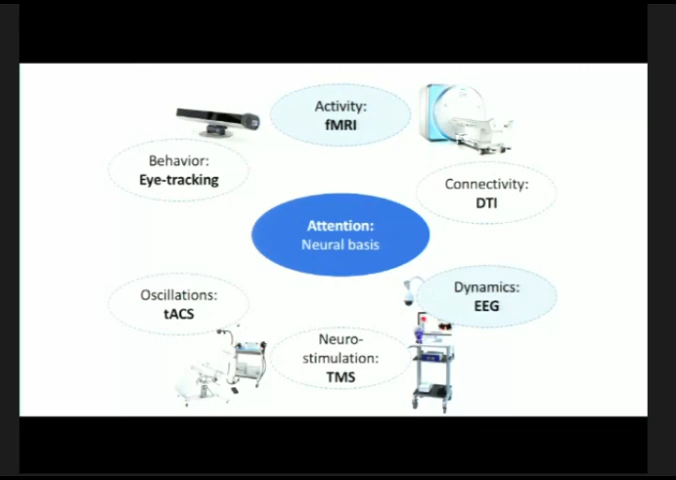 Activity:
fMRI
Behavior:
Eye-tracking
Connectivity:
DTI
Attention:
Neural basis
Oscillations:
tACS
Dynamics:
EEG
Neuro-
stimulation:
TMS